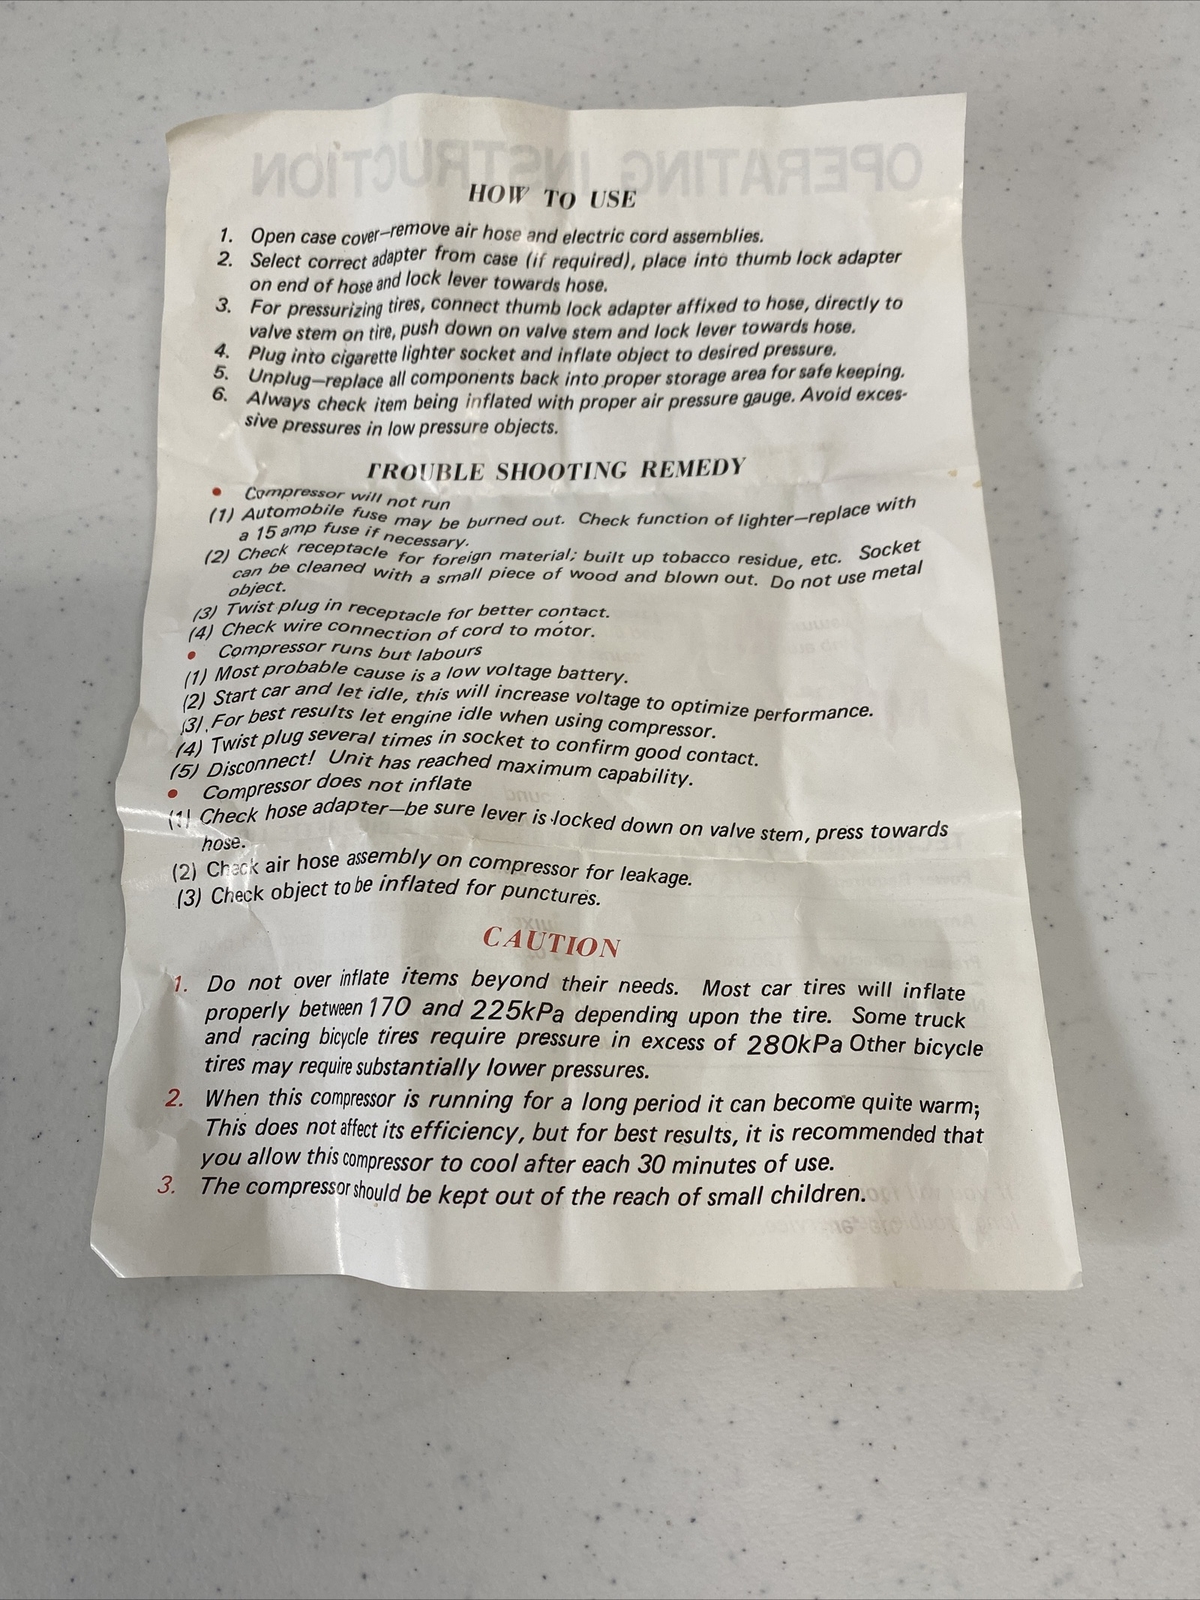 OPERATING INSTRUCTION
HOW TO USE
1. Open case cover—remove air hose and electric cord assemblies.
2. Select correct adapter from case (if required), place into thumb lock adapter
on end of hose and lock lever towards hose.
3. For pressurizing tires, connect thumb lock adapter affixed to hose, directly to
valve stem on tire, push down on valve stem and lock lever towards hose.
4. Plug into cigarette lighter socket and inflate object to desired pressure.
5. Unplug—replace all components back into proper storage area for safe keeping.
6. Always check item being inflated with proper air pressure gauge. Avoid exces-
sive pressures in low pressure objects.
TROUBLE SHOOTING REMEDY
• Compressor will not run
(1) Automobile fuse may be burned out. Check function of lighter—replace with
a 15 amp fuse if necessary.
(2) Check receptacle for foreign material; built up tobacco residue, etc. Socket
can be cleaned with a small piece of wood and blown out. Do not use metal
object.
(3) Twist plug in receptacle for better contact.
(4) Check wire connection of cord to motor.
• Compressor runs but labours
(1) Most probable cause is a low voltage battery.
(2) Start car and let idle, this will increase voltage to optimize performance.
(3) For best results let engine idle when using compressor.
(4) Twist plug several times in socket to confirm good contact.
(5) Disconnect! Unit has reached maximum capability.
• Compressor does not inflate
(1) Check hose adapter—be sure lever is locked down on valve stem, press towards
hose.
(2) Check air hose assembly on compressor for leakage.
(3) Check object to be inflated for punctures.
CAUTION
1. Do not over inflate items beyond their needs. Most car tires will inflate
properly between 170 and 225kPa depending upon the tire. Some truck
and racing bicycle tires require pressure in excess of 280kPa Other bicycle
tires may require substantially lower pressures.
2. When this compressor is running for a long period it can become quite warm;
This does not affect its efficiency, but for best results, it is recommended that
you allow this compressor to cool after each 30 minutes of use.
3. The compressor should be kept out of the reach of small children.